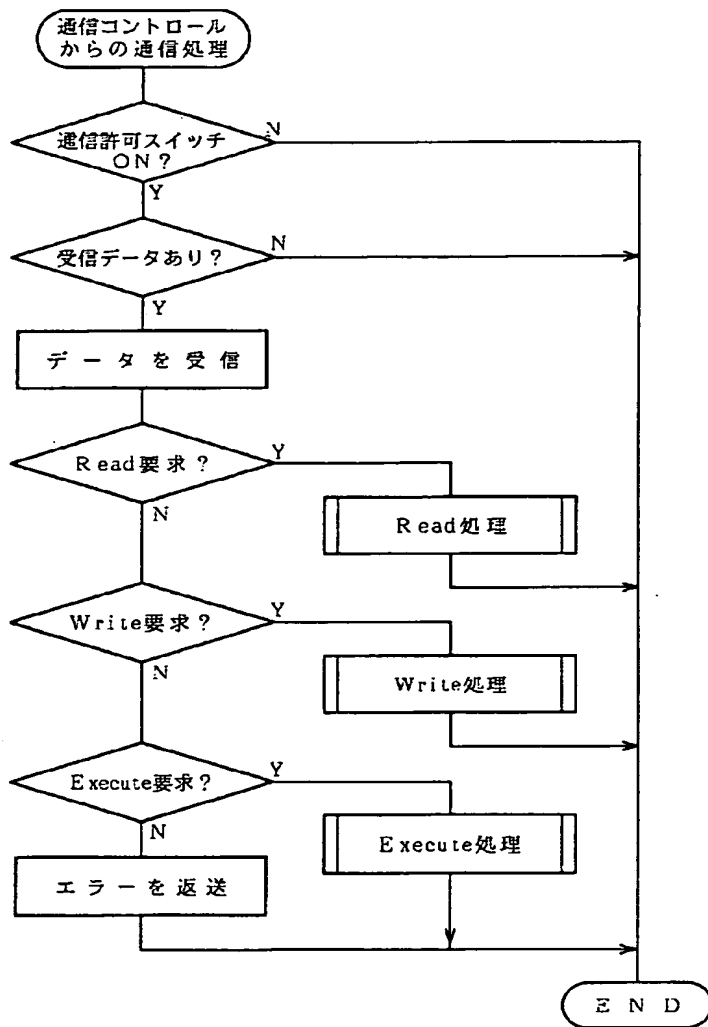 通信コントロール
からの通信処理
通信許可スイッチ
ON?
N
Y
受信データあり?
N
Y
データを受信
Read要求?
Y
N
Read処理
Write要求?
Y
N
Write処理
Execute要求?
Y
N
Execute処理
エラーを返送
END